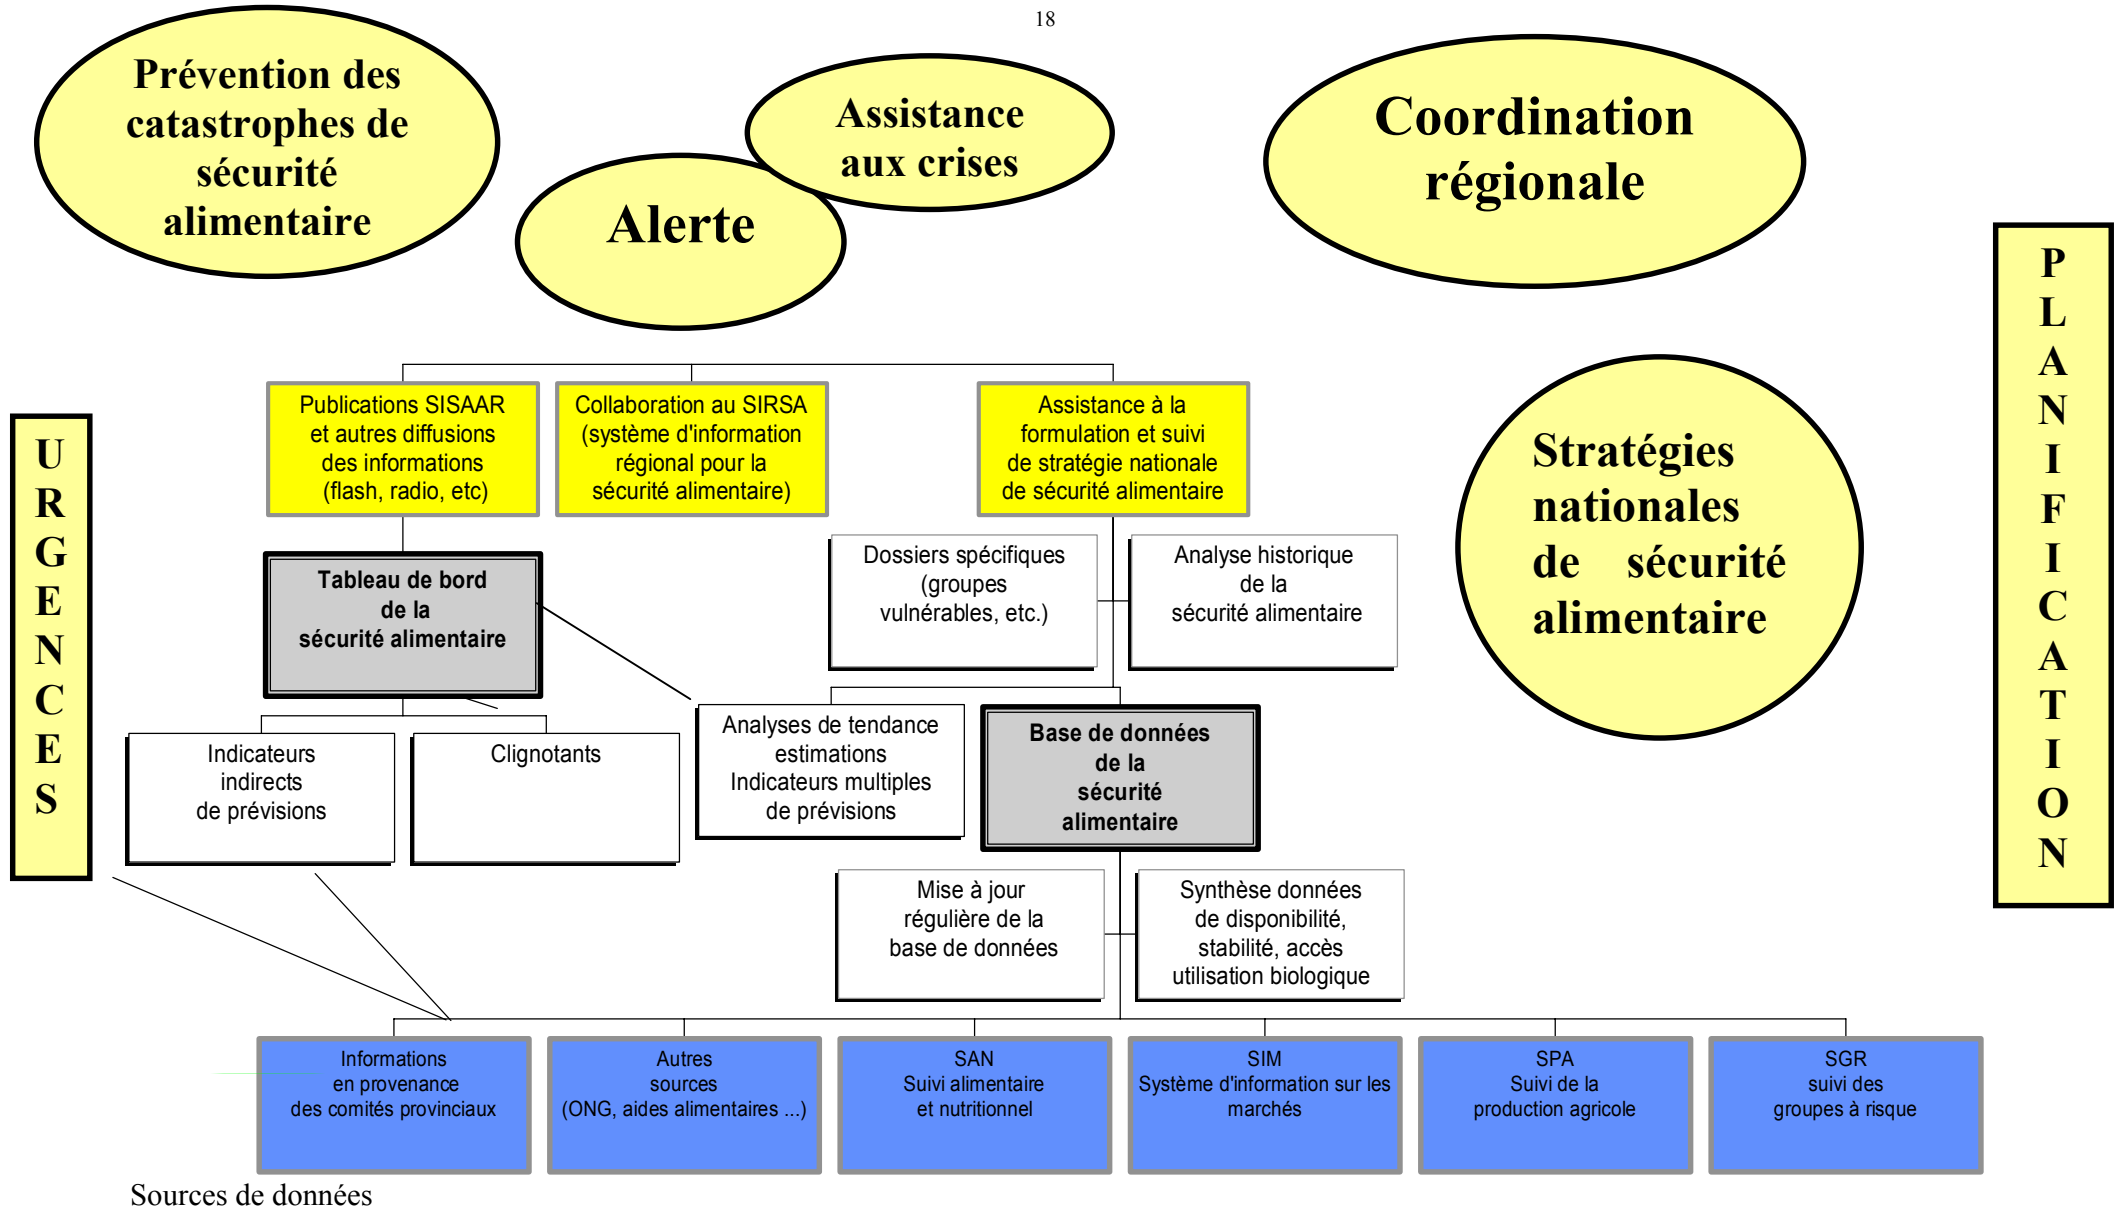 18
Prévention des
catastrophes de
sécurité
alimentaire
Assistance
aux crises
Alerte
Coordination
régionale
P
L
A
N
I
F
I
C
A
T
I
O
N
U
R
G
E
N
C
E
S
Publications SISAAR
et autres diffusions
des informations
(flash, radio, etc)
Collaboration au SIRSA
(système d'information
régional pour la
sécurité alimentaire)
Assistance à la
formulation et suivi
de stratégie nationale
de sécurité alimentaire
Stratégies
nationales
de sécurité
alimentaire
Tableau de bord
de la
sécurité alimentaire
Dossiers spécifiques
(groupes
vulnérables, etc.)
Analyse historique
de la
sécurité alimentaire
Indicateurs
indirects
de prévisions
Clignotants
Analyses de tendance
estimations
Indicateurs multiples
de prévisions
Base de données
de la
sécurité
alimentaire
Mise à jour
régulière de la
base de données
Synthèse données
de disponibilité,
stabilité, accès
utilisation biologique
Informations
en provenance
des comités provinciaux
Autres
sources
(ONG, aides alimentaires ...)
SAN
Suivi alimentaire
et nutritionnel
SIM
Système d'information sur les
marchés
SPA
Suivi de la
production agricole
SGR
suivi des
groupes à risque
Sources de données